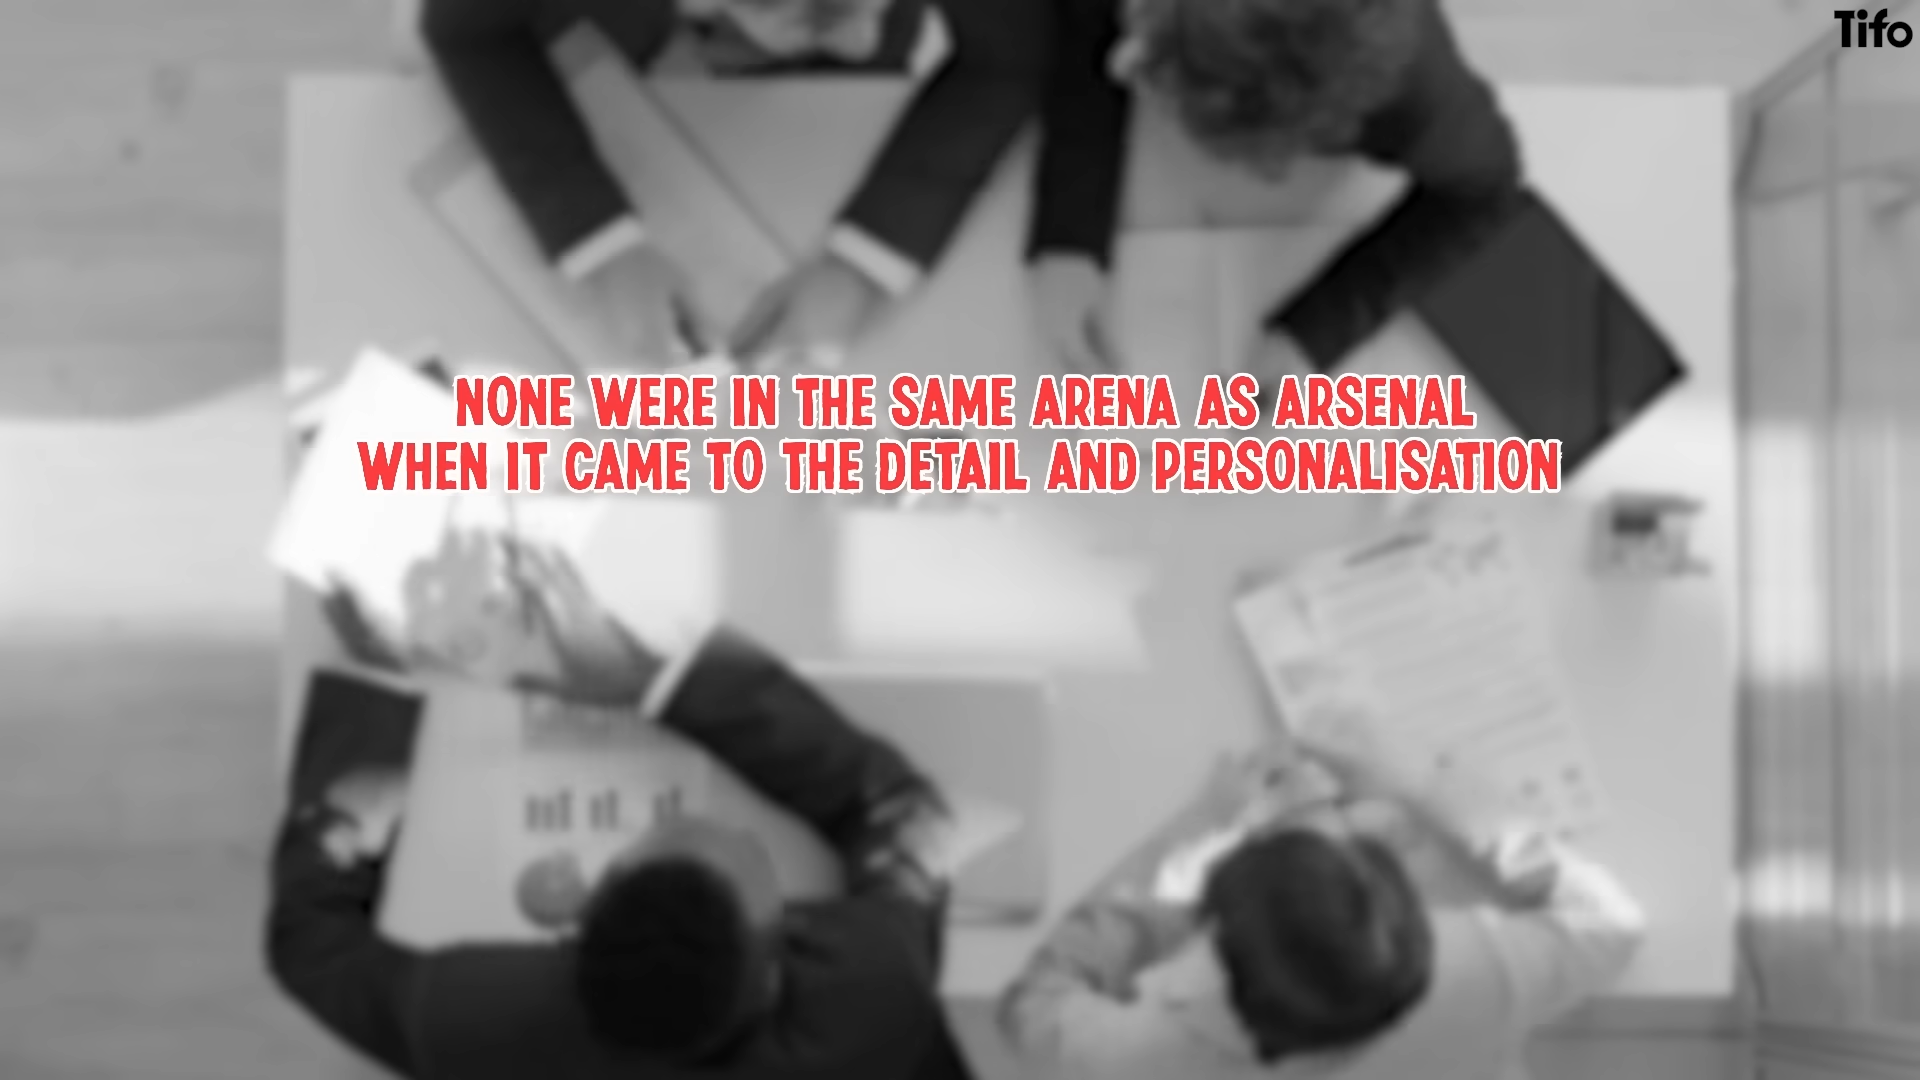 Tifo
NONE WERE IN THE SAME ARENA AS ARSENAL
WHEN IT CAME TO THE DETAIL AND PERSONALISATION